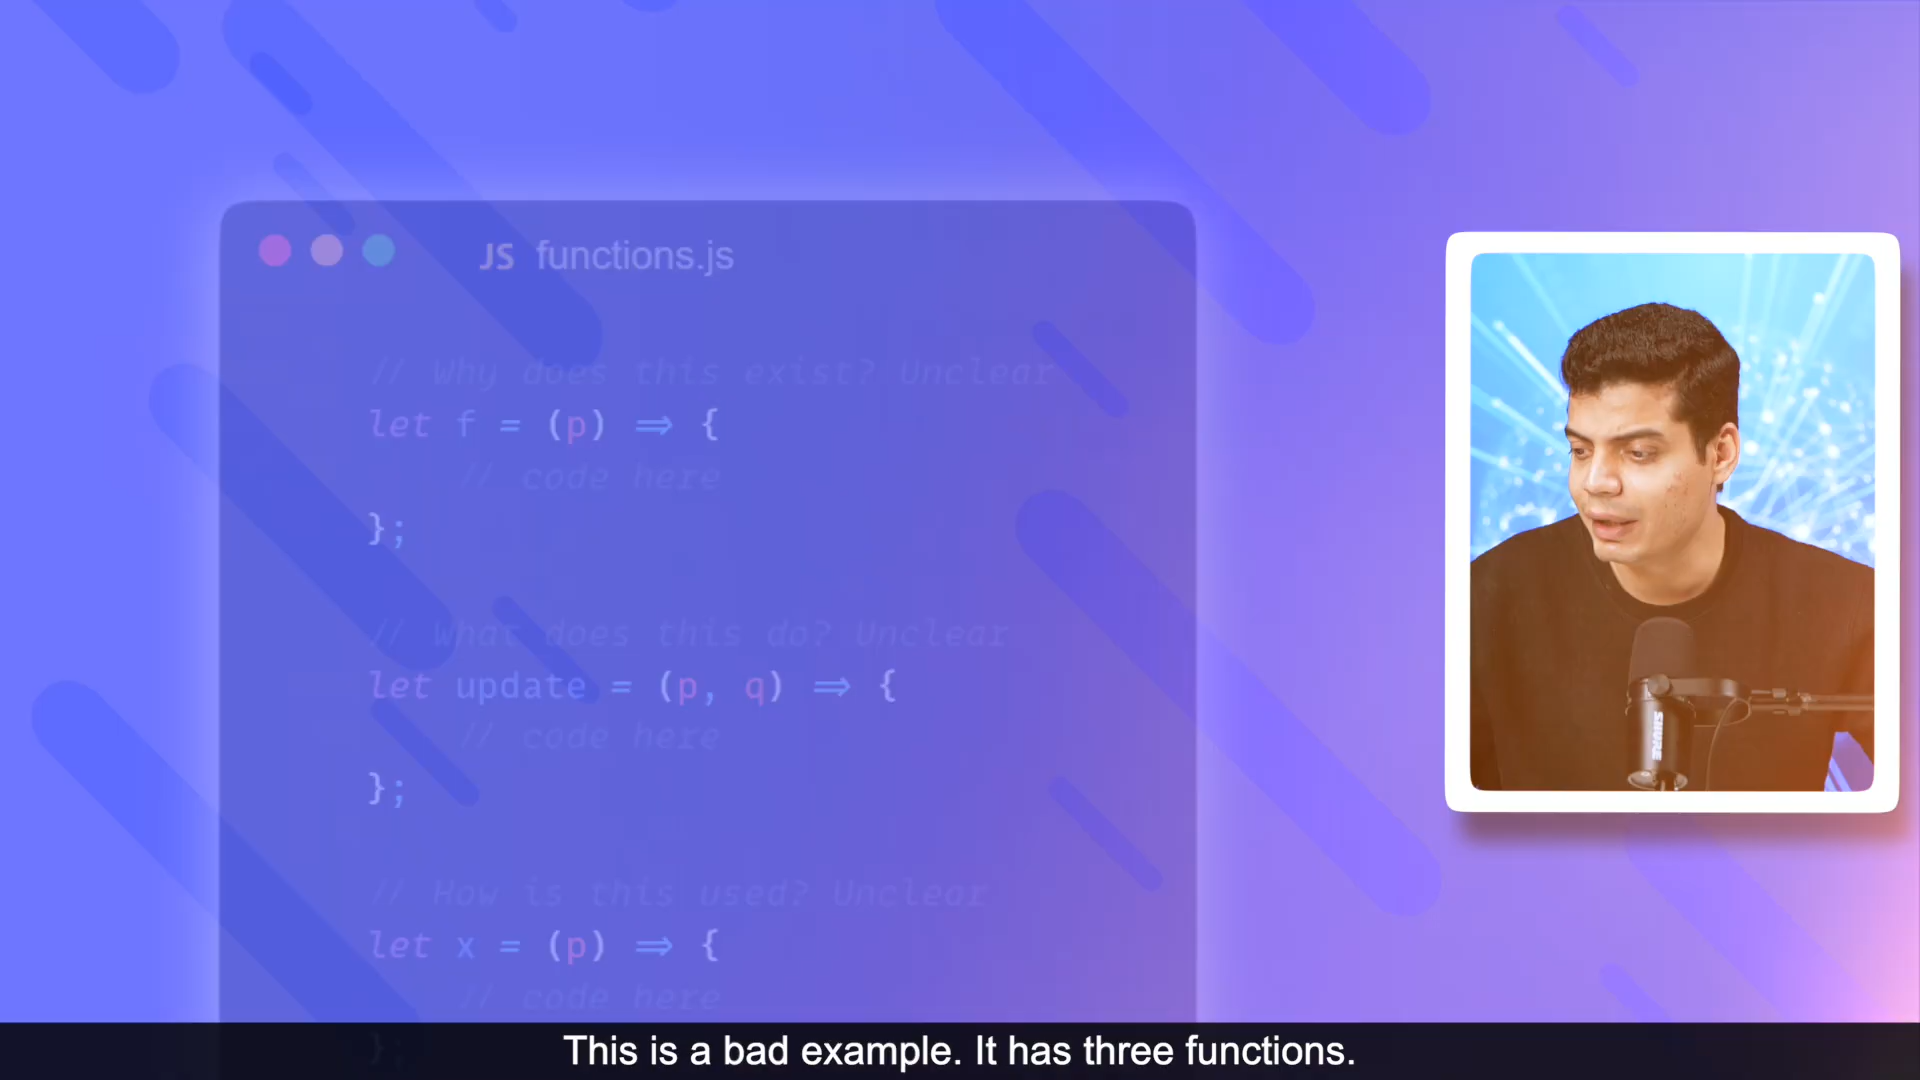 JS functions.js
// Why does this exist? Unclear
let f = (p) => {
// code here
};
// What does this do? Unclear
let update = (p, q) => {
// code here
};
// How is this used? Unclear
let x = (p) => {
// code here
};
SHURE
This is a bad example. It has three functions.